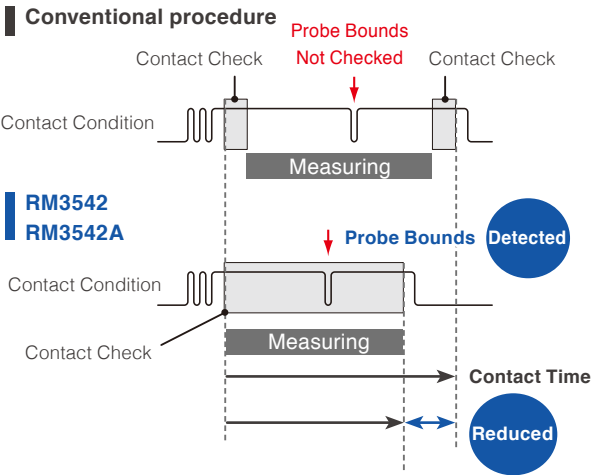 Conventional procedure
Probe Bounds
Not Checked
Contact Check
Contact Check
Contact Condition
Measuring
RM3542
RM3542A
Probe Bounds
Detected
Contact Condition
Measuring
Contact Check
Contact Time
Reduced